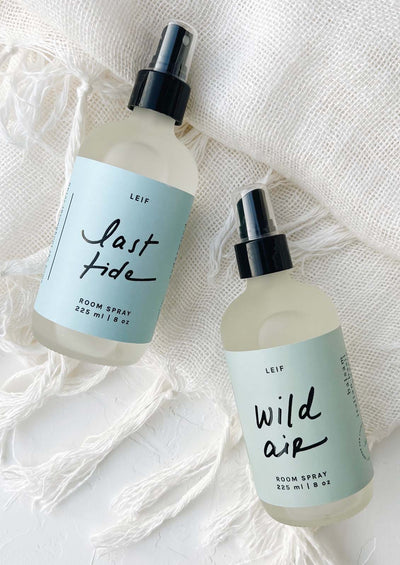 LEIF
last
tide
ROOM SPRAY
225 ml | 8 oz
LEIF
wild
air
ROOM SPRAY
225 ml | 8 oz